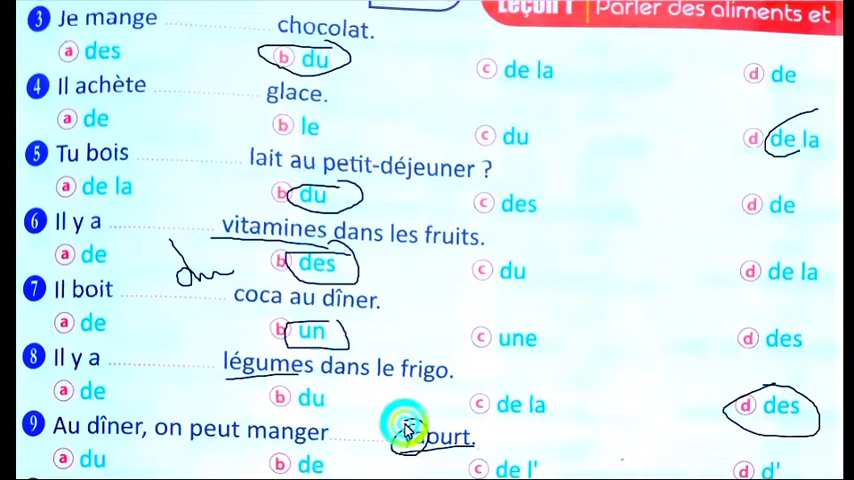 Leçon 1 | Parler des aliments et
3 Je mange ............ chocolat.
a des b du c de la d de
4 Il achète ............ glace.
a de b le c du d de la
5 Tu bois ............ lait au petit-déjeuner ?
a de la b du c des d de
6 Il y a ............ vitamines dans les fruits.
a de b des c du d de la
du
7 Il boit ............ coca au dîner.
a de b un c une d des
8 Il y a ............ légumes dans le frigo.
a de b du c de la d des
9 Au dîner, on peut manger ............
a du b de c de l' d d'